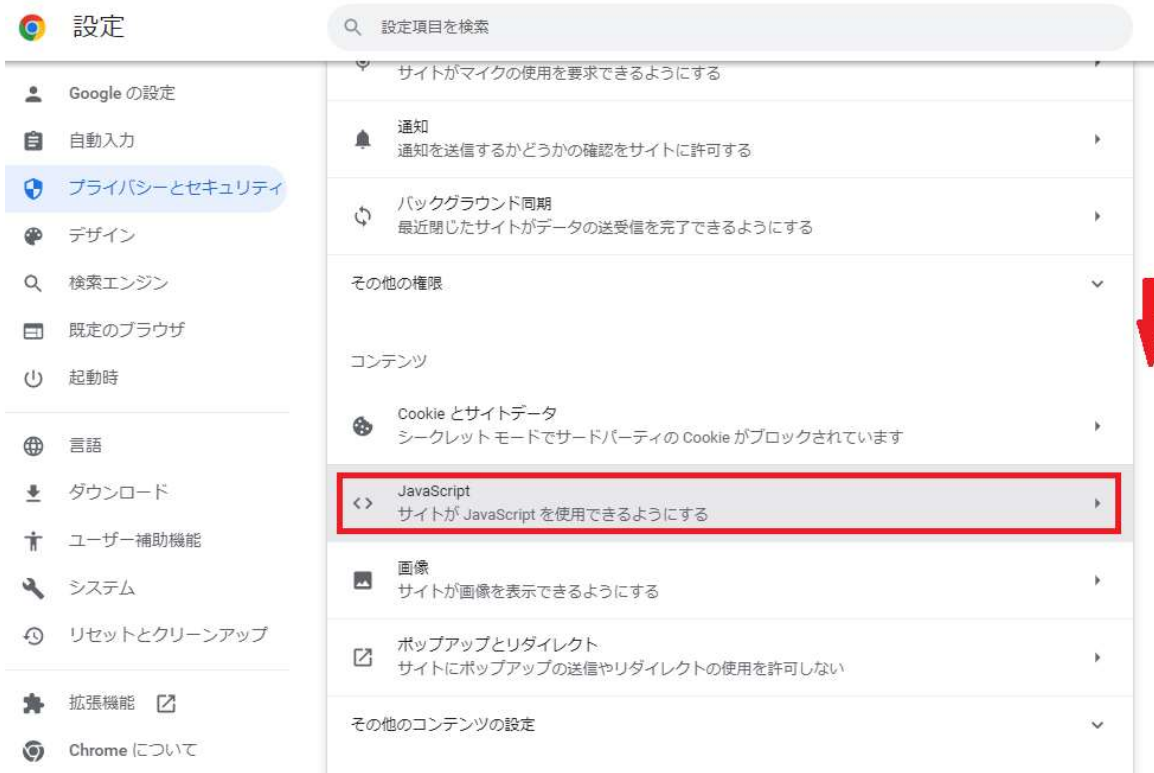 設定
設定項目を検索
Google の設定
自動入力
プライバシーとセキュリティ
デザイン
検索エンジン
既定のブラウザ
起動時
言語
ダウンロード
ユーザー補助機能
システム
リセットとクリーンアップ
拡張機能
Chrome について
サイトがマイクの使用を要求できるようにする
通知
通知を送信するかどうかの確認をサイトに許可する
バックグラウンド同期
最近閉じたサイトがデータの送受信を完了できるようにする
その他の権限
コンテンツ
Cookie とサイトデータ
シークレット モードでサードパーティの Cookie がブロックされています
JavaScript
サイトが JavaScript を使用できるようにする
画像
サイトが画像を表示できるようにする
ポップアップとリダイレクト
サイトにポップアップの送信やリダイレクトの使用を許可しない
その他のコンテンツの設定